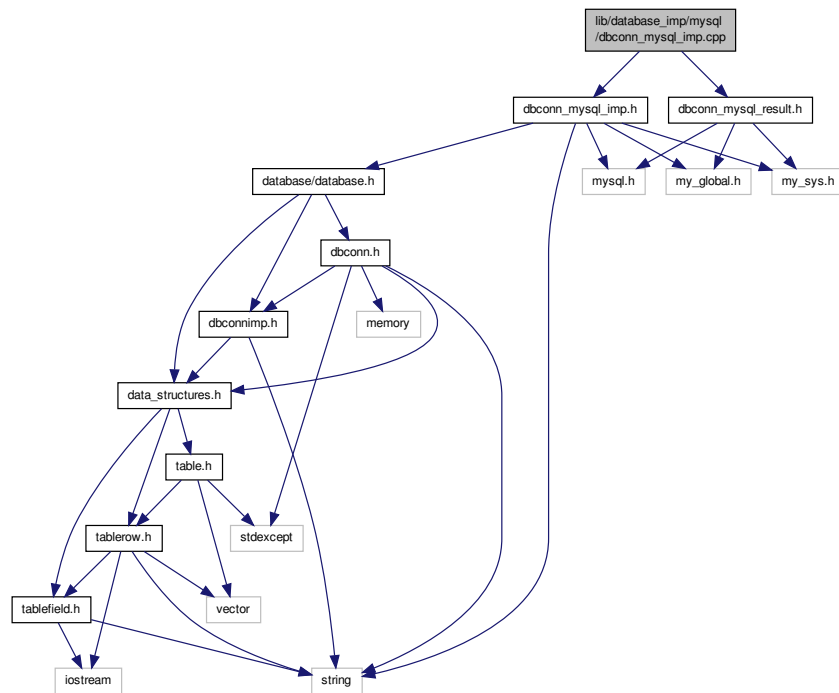 lib/database_imp/mysql
/dbconn_mysql_imp.cpp
dbconn_mysql_imp.h
dbconn_mysql_result.h
database/database.h
mysql.h
my_global.h
my_sys.h
dbconn.h
dbconnimp.h
memory
data_structures.h
table.h
tablerow.h
stdexcept
tablefield.h
vector
iostream
string